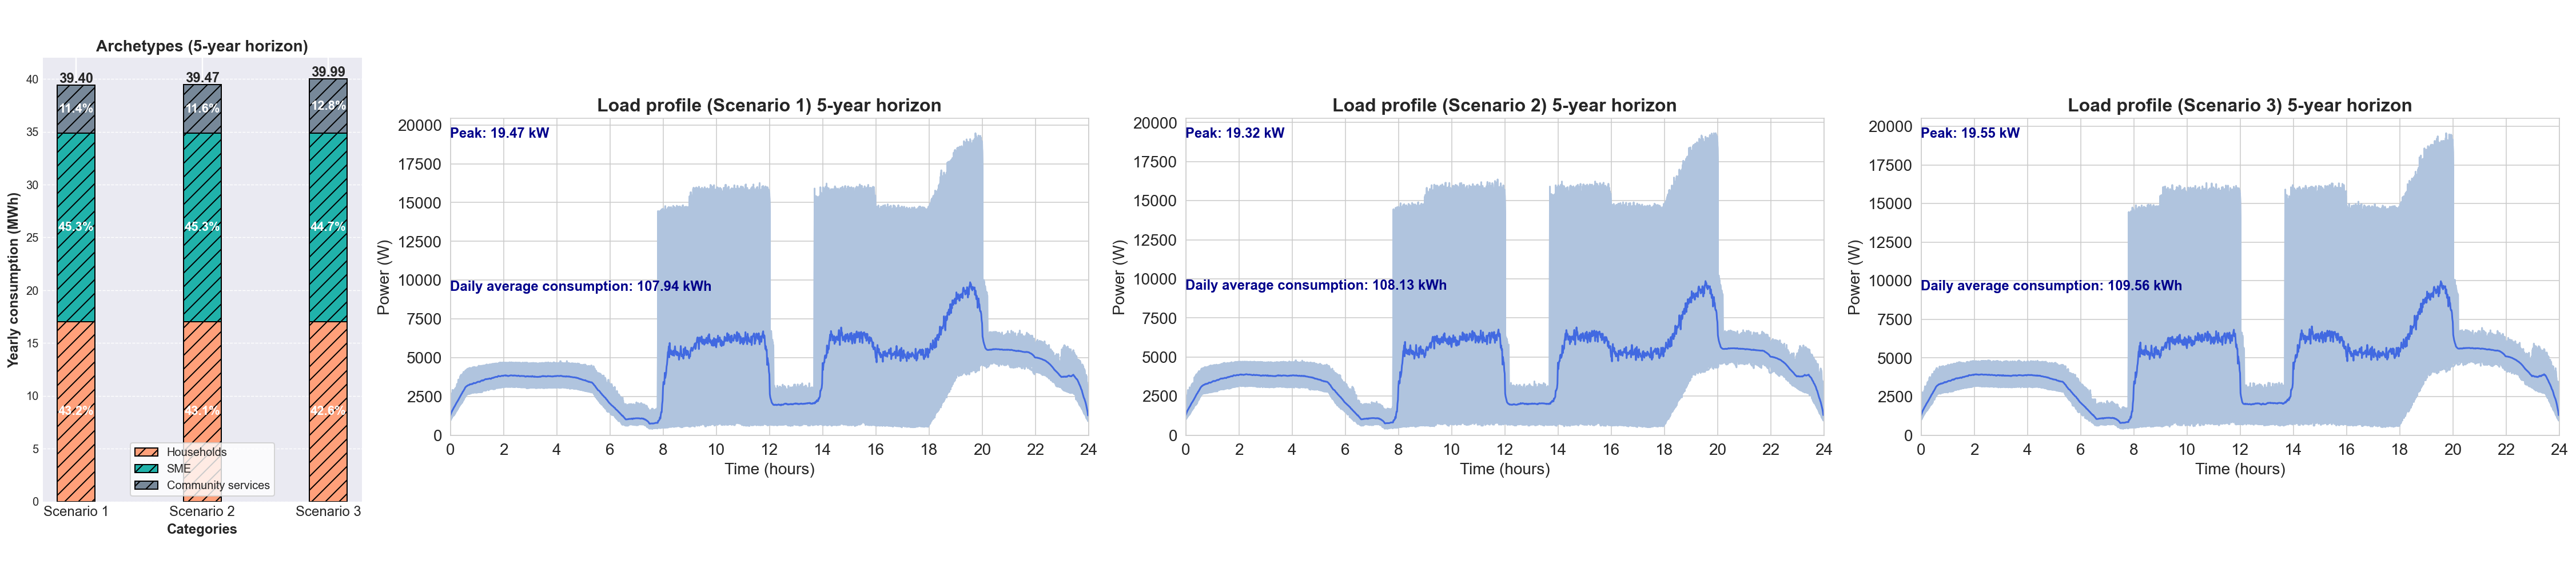 Archetypes (5-year horizon)
39.40
39.47
39.99
11.4%
11.6%
12.8%
45.3%
45.3%
44.7%
43.2%
43.1%
42.6%
40
35
30
25
20
15
10
5
0
Yearly consumption (MWh)
Households
SME
Community services
Scenario 1
Scenario 2
Scenario 3
Categories
Load profile (Scenario 1) 5-year horizon
Peak: 19.47 kW
Daily average consumption: 107.94 kWh
20000
17500
15000
12500
10000
7500
5000
2500
0
Power (W)
0 2 4 6 8 10 12 14 16 18 20 22 24
Time (hours)
Load profile (Scenario 2) 5-year horizon
Peak: 19.32 kW
Daily average consumption: 108.13 kWh
20000
17500
15000
12500
10000
7500
5000
2500
0
Power (W)
0 2 4 6 8 10 12 14 16 18 20 22 24
Time (hours)
Load profile (Scenario 3) 5-year horizon
Peak: 19.55 kW
Daily average consumption: 109.56 kWh
20000
17500
15000
12500
10000
7500
5000
2500
0
Power (W)
0 2 4 6 8 10 12 14 16 18 20 22 24
Time (hours)